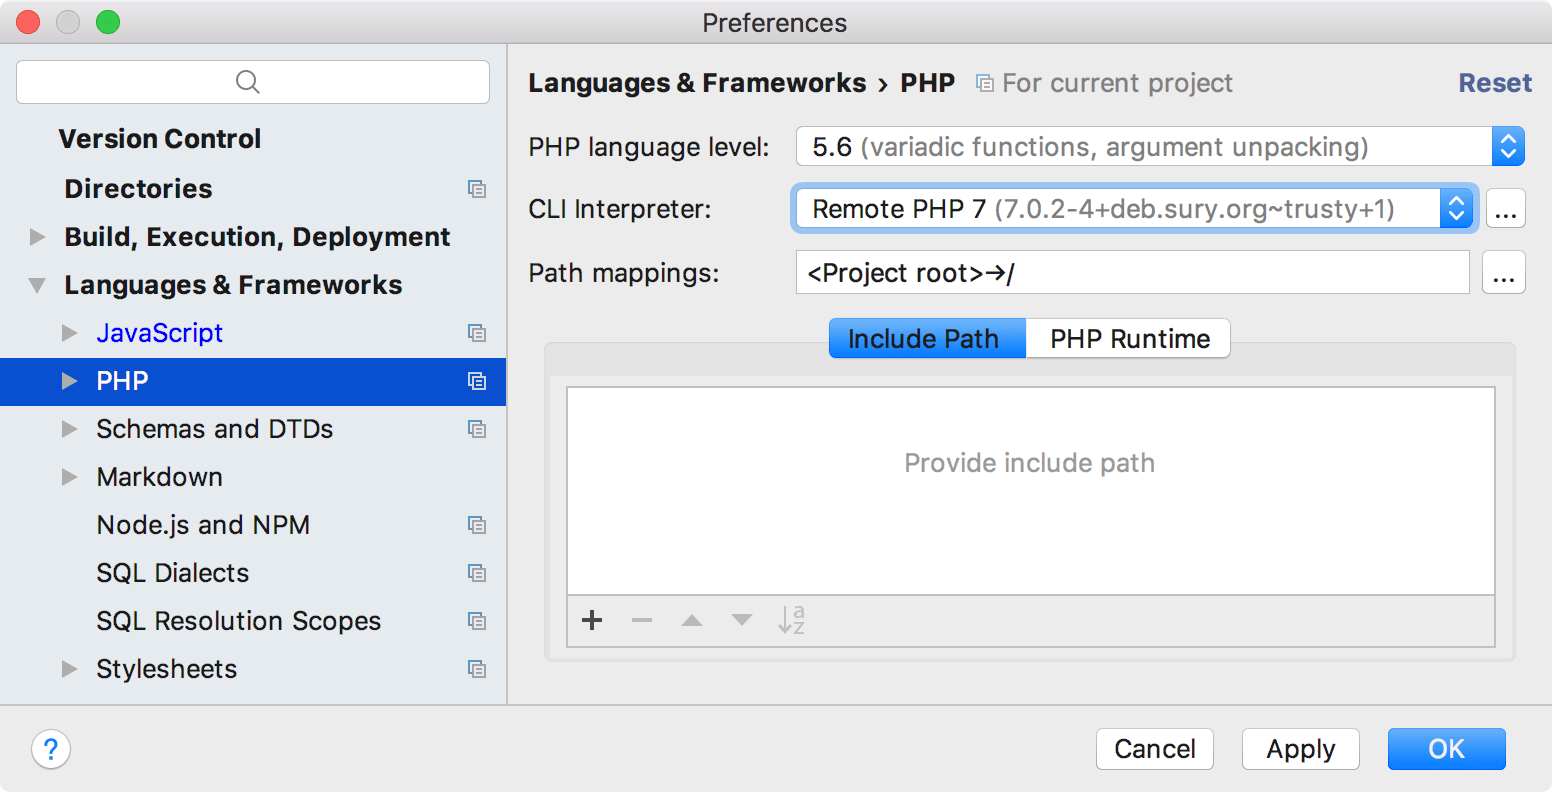 Preferences
Version Control
Directories
Build, Execution, Deployment
Languages & Frameworks
JavaScript
PHP
Schemas and DTDs
Markdown
Node.js and NPM
SQL Dialects
SQL Resolution Scopes
Stylesheets
Languages & Frameworks › PHP For current project Reset
PHP language level: 5.6 (variadic functions, argument unpacking)
CLI Interpreter: Remote PHP 7 (7.0.2-4+deb.sury.org~trusty+1) ...
Path mappings: <Project root>→/ ...
Include Path PHP Runtime
Provide include path
a
z
? Cancel Apply OK